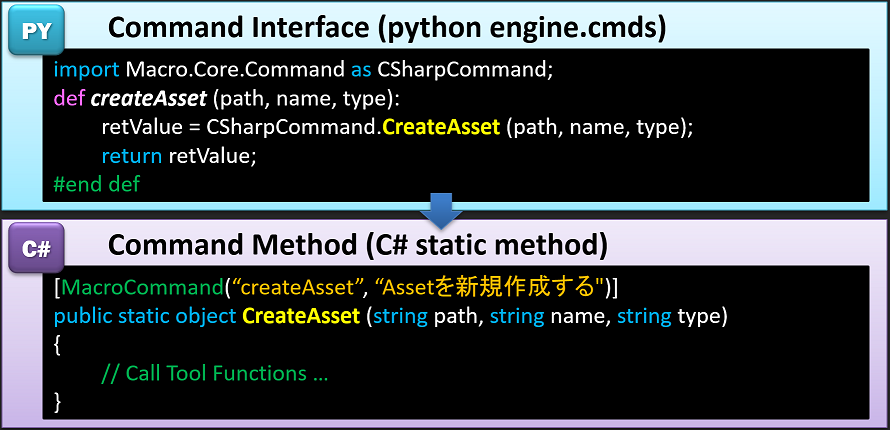 PY
Command Interface (python engine.cmds)
import Macro.Core.Command as CSharpCommand;
def createAsset (path, name, type):
retValue = CSharpCommand.CreateAsset (path, name, type);
return retValue;
#end def
C#
Command Method (C# static method)
[MacroCommand(“createAsset”, “Assetを新規作成する")]
public static object CreateAsset (string path, string name, string type)
{
// Call Tool Functions ...
}